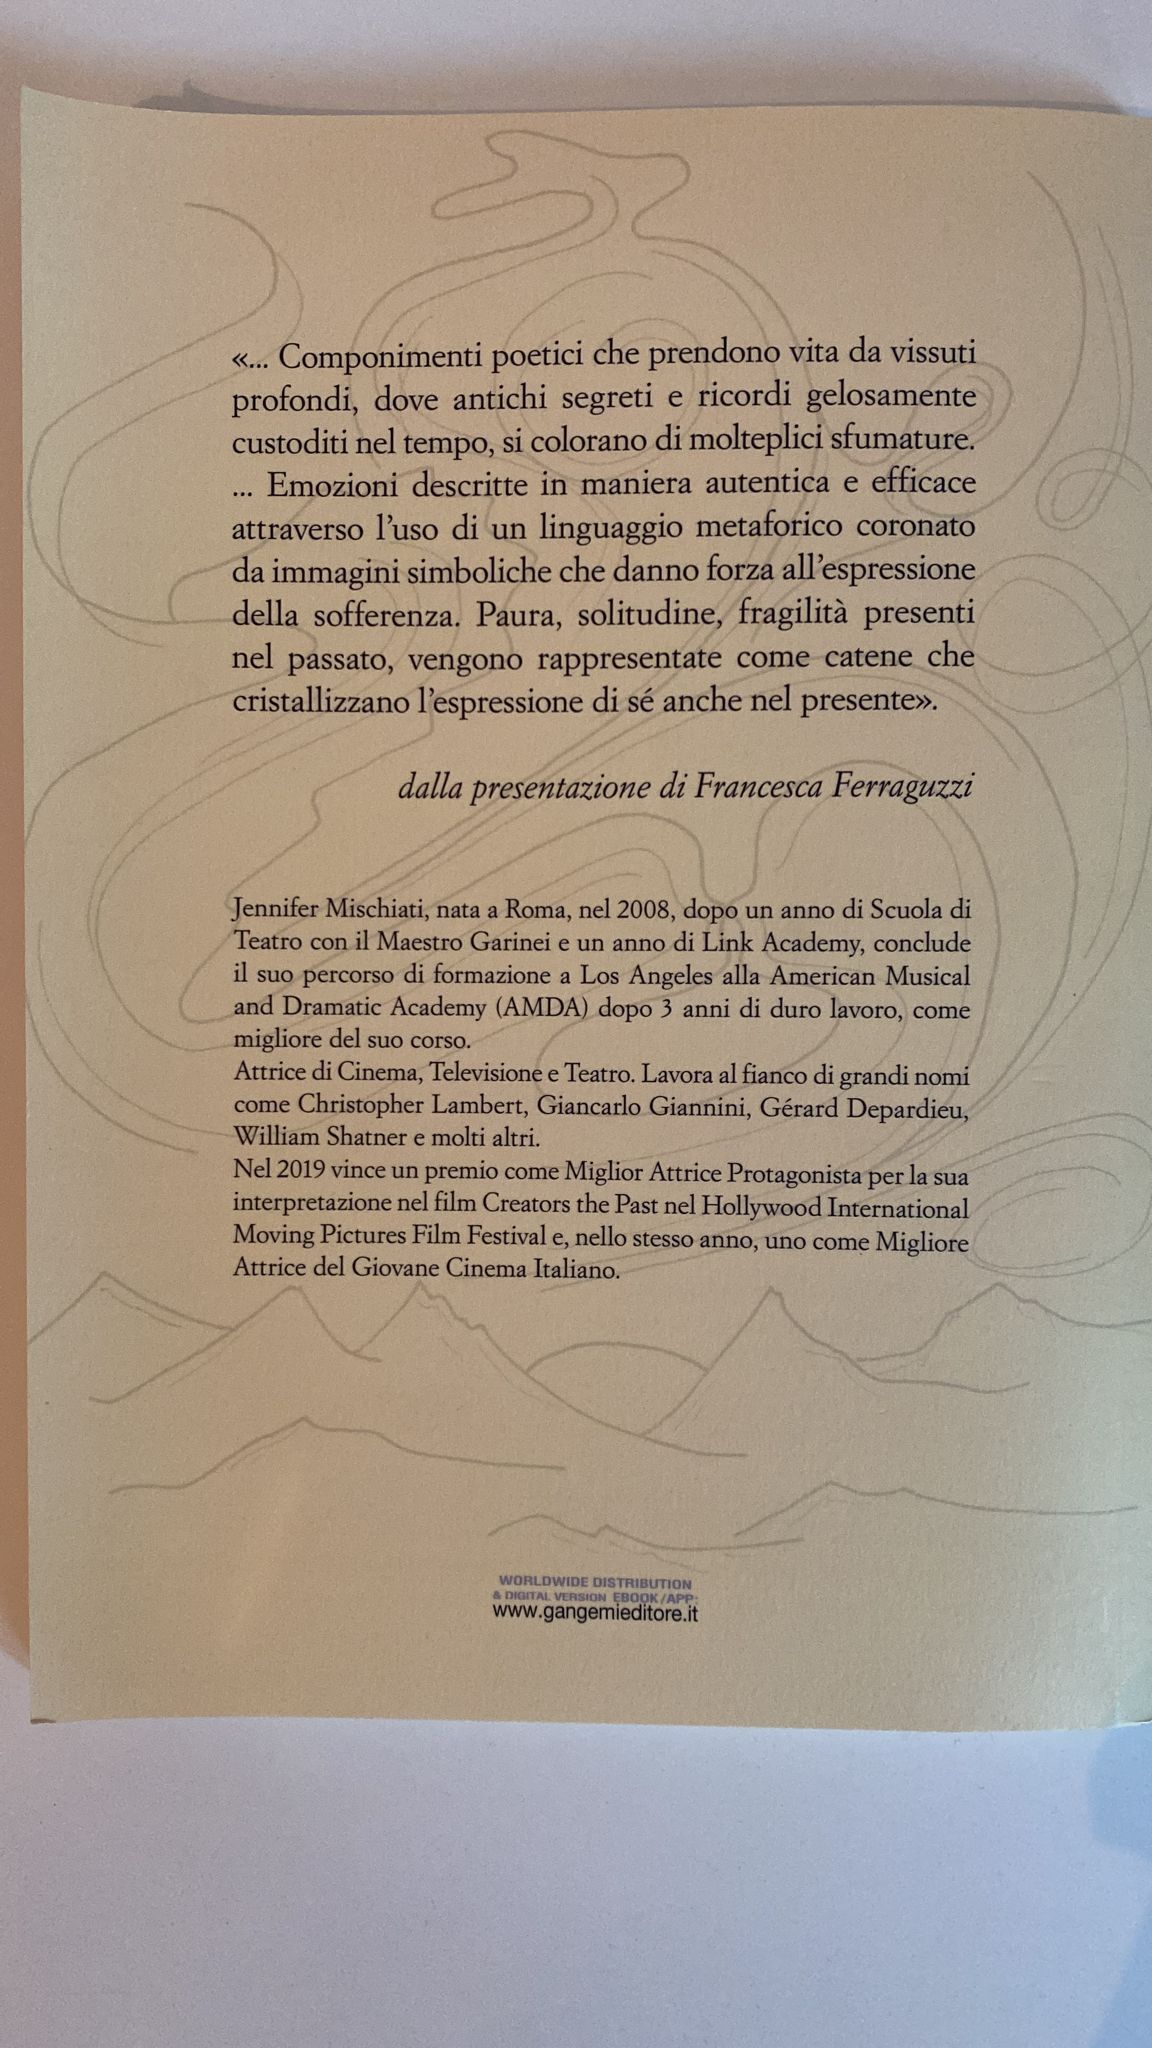 «... Componimenti poetici che prendono vita da vissuti
profondi, dove antichi segreti e ricordi gelosamente
custoditi nel tempo, si colorano di molteplici sfumature.
... Emozioni descritte in maniera autentica e efficace
attraverso l'uso di un linguaggio metaforico coronato
da immagini simboliche che danno forza all'espressione
della sofferenza. Paura, solitudine, fragilità presenti
nel passato, vengono rappresentate come catene che
cristallizzano l'espressione di sé anche nel presente».
dalla presentazione di Francesca Ferraguzzi
Jennifer Mischiati, nata a Roma, nel 2008, dopo un anno di Scuola di
Teatro con il Maestro Garinei e un anno di Link Academy, conclude
il suo percorso di formazione a Los Angeles alla American Musical
and Dramatic Academy (AMDA) dopo 3 anni di duro lavoro, come
migliore del suo corso.
Attrice di Cinema, Televisione e Teatro. Lavora al fianco di grandi nomi
come Christopher Lambert, Giancarlo Giannini, Gérard Depardieu,
William Shatner e molti altri.
Nel 2019 vince un premio come Miglior Attrice Protagonista per la sua
interpretazione nel film Creators the Past nel Hollywood International
Moving Pictures Film Festival e, nello stesso anno, uno come Migliore
Attrice del Giovane Cinema Italiano.
WORLDWIDE DISTRIBUTION
& DIGITAL VERSION EBOOK/APP:
www.gangemieditore.it